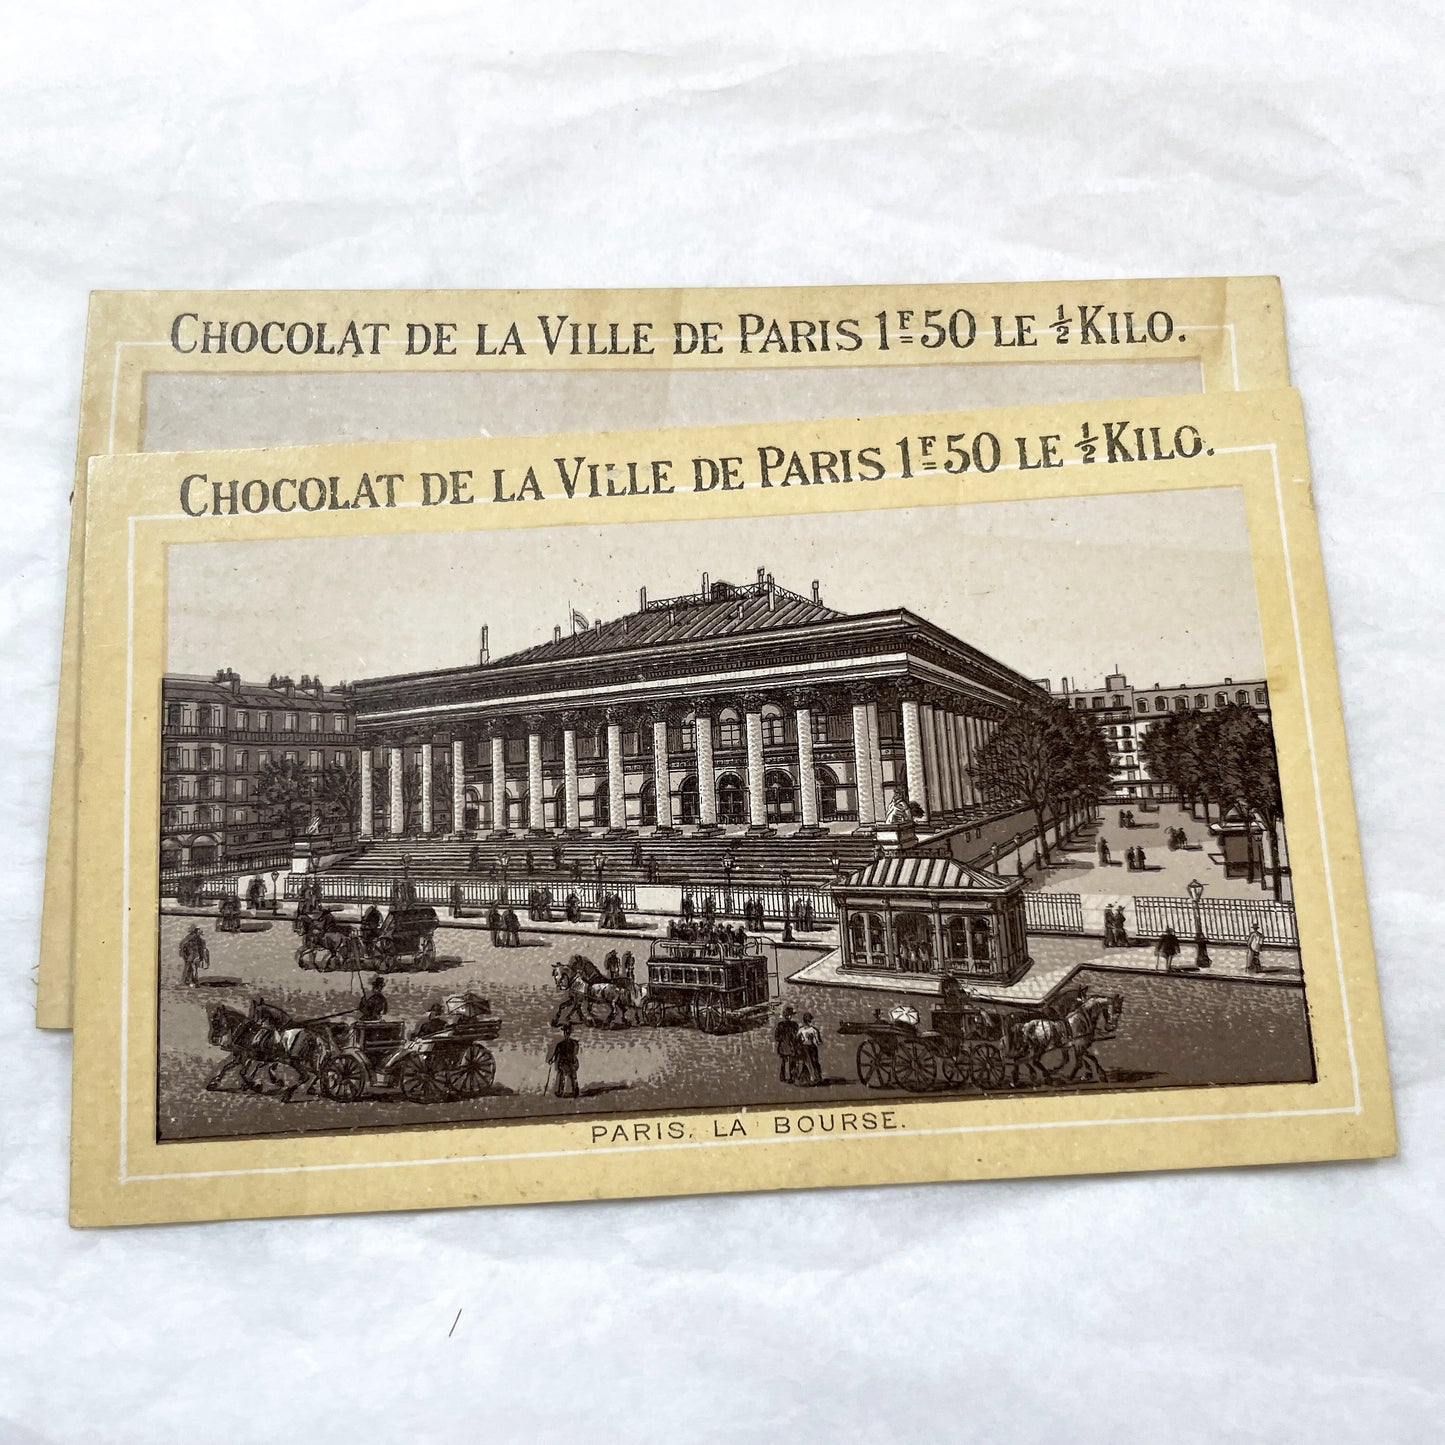 CHOCOLAT DE LA VILLE DE PARIS 1F50 LE ½ KILO.
CHOCOLAT DE LA VILLE DE PARIS 1F50 LE ½ KILO.
PARIS, LA BOURSE.